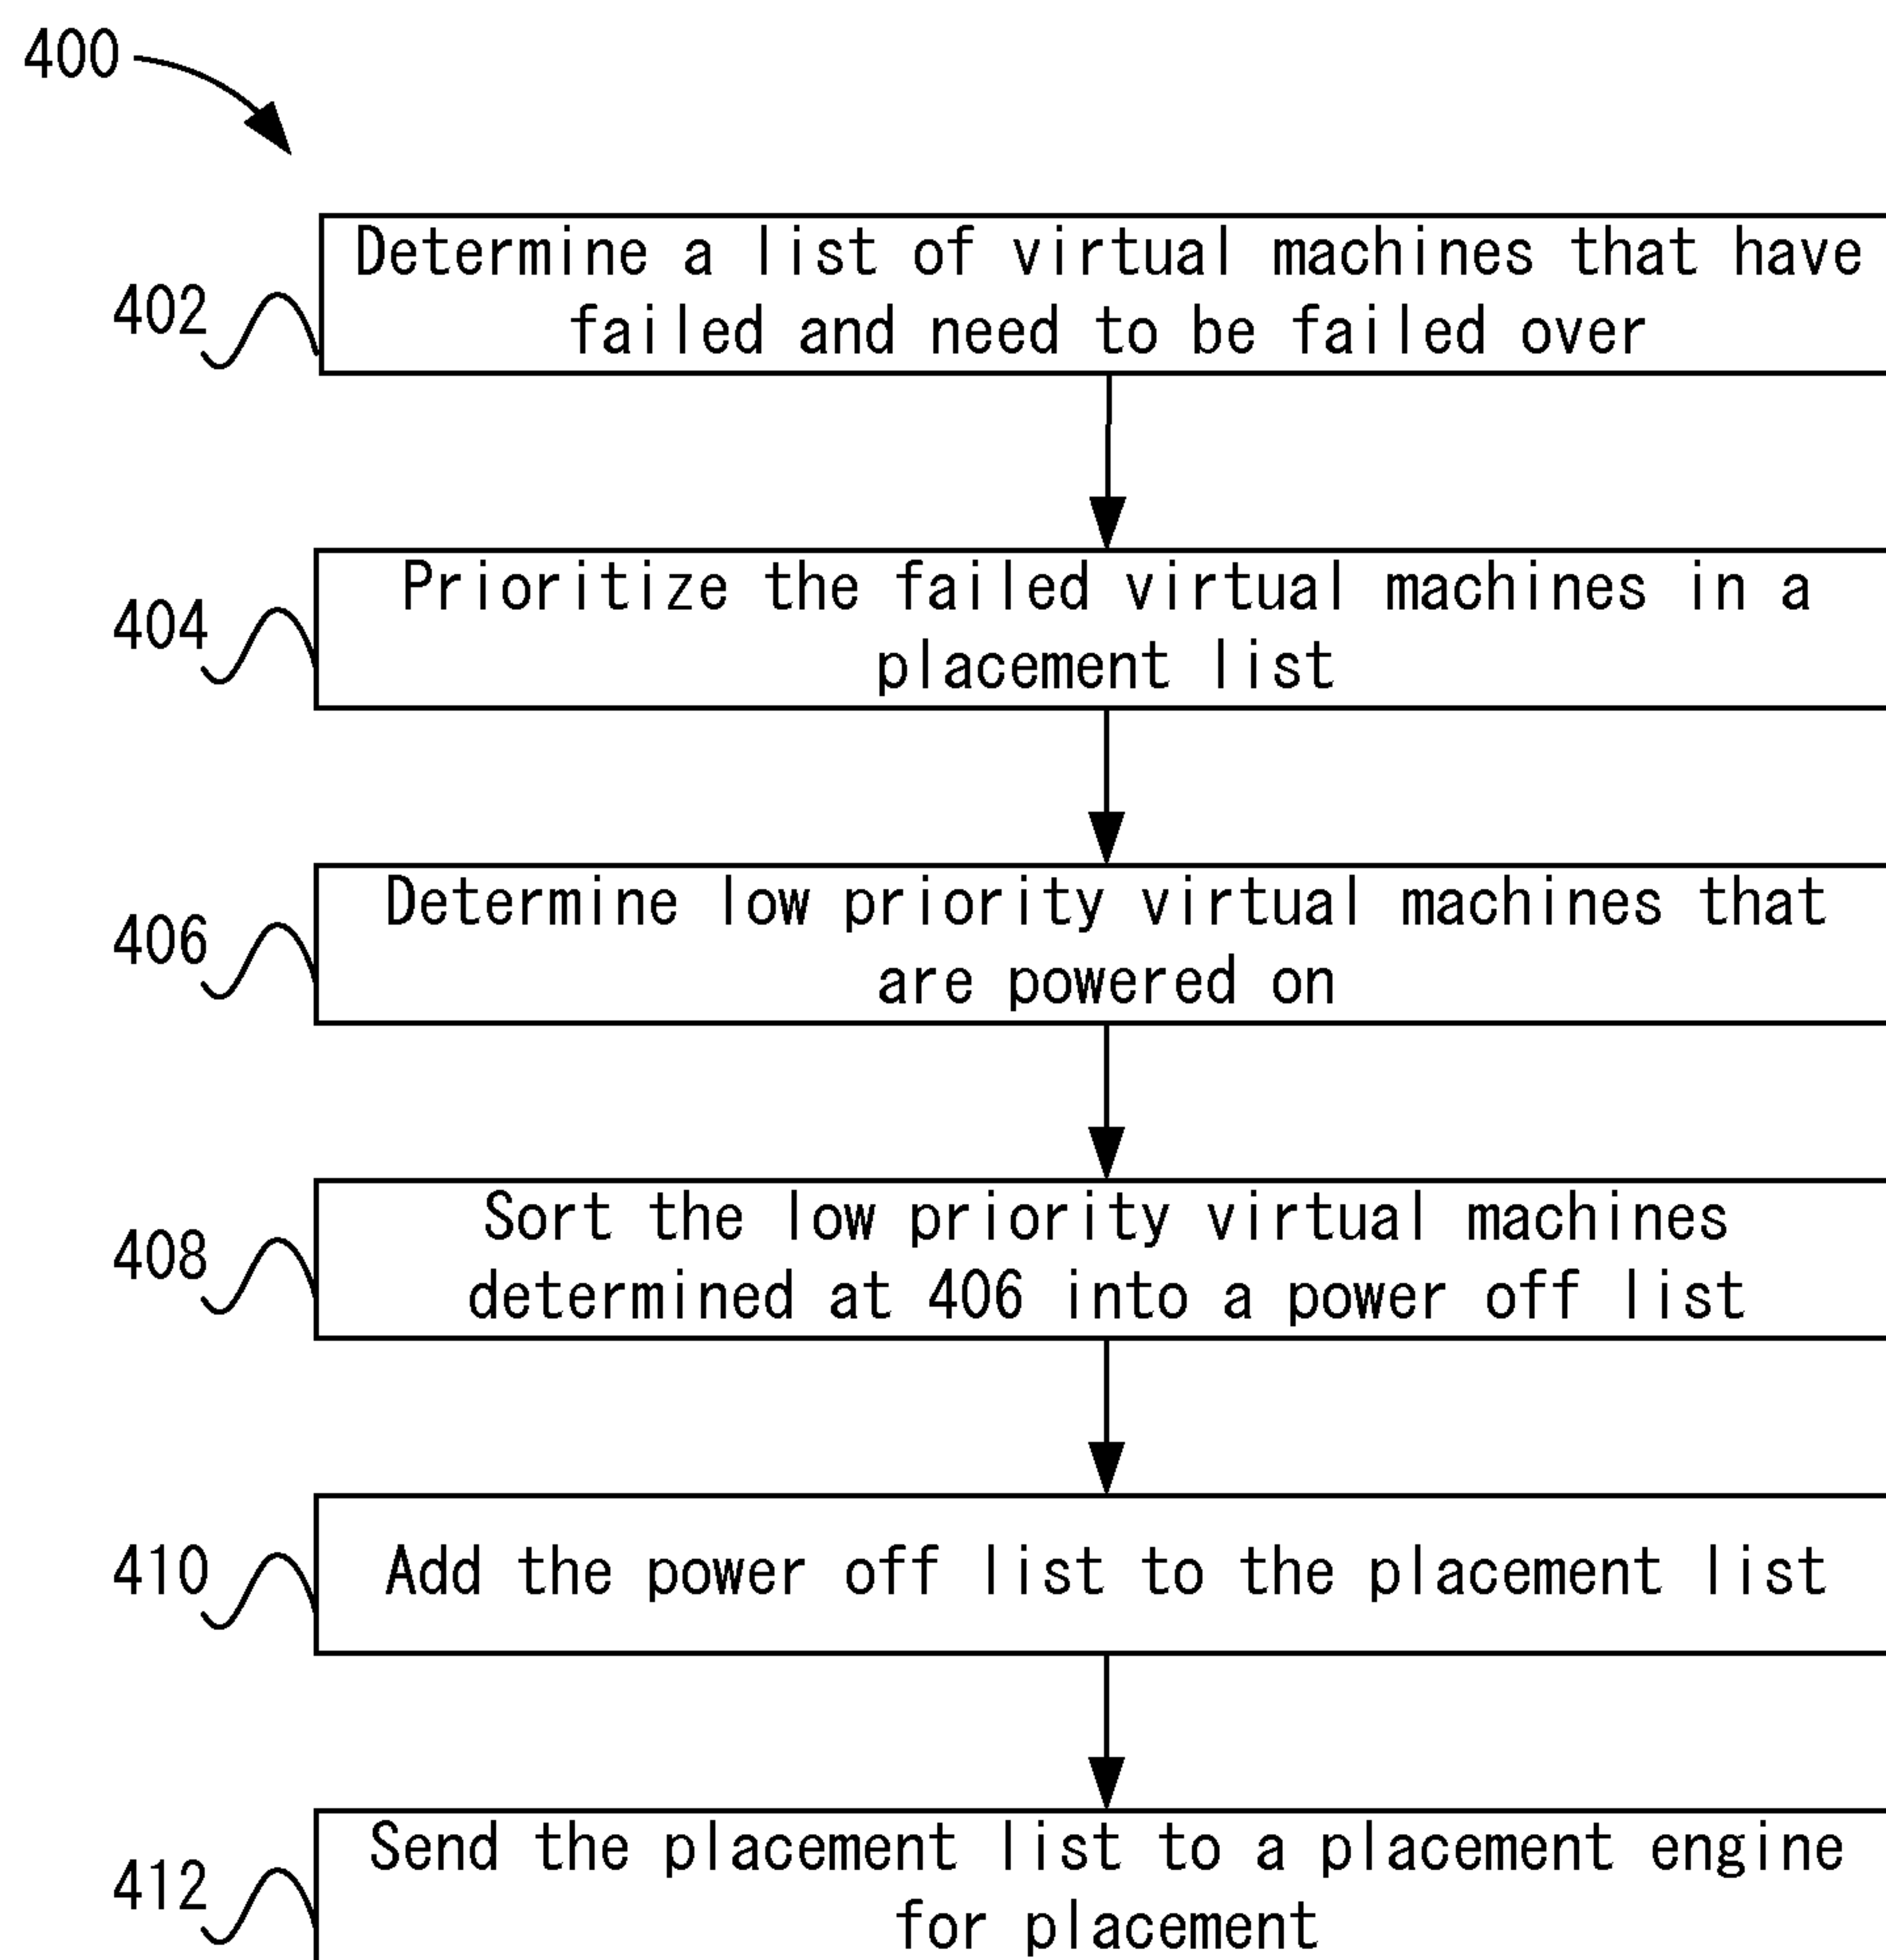 400
402
Determine a list of virtual machines that have
failed and need to be failed over
404
Prioritize the failed virtual machines in a
placement list
406
Determine low priority virtual machines that
are powered on
408
Sort the low priority virtual machines
determined at 406 into a power off list
410
Add the power off list to the placement list
412
Send the placement list to a placement engine
for placement